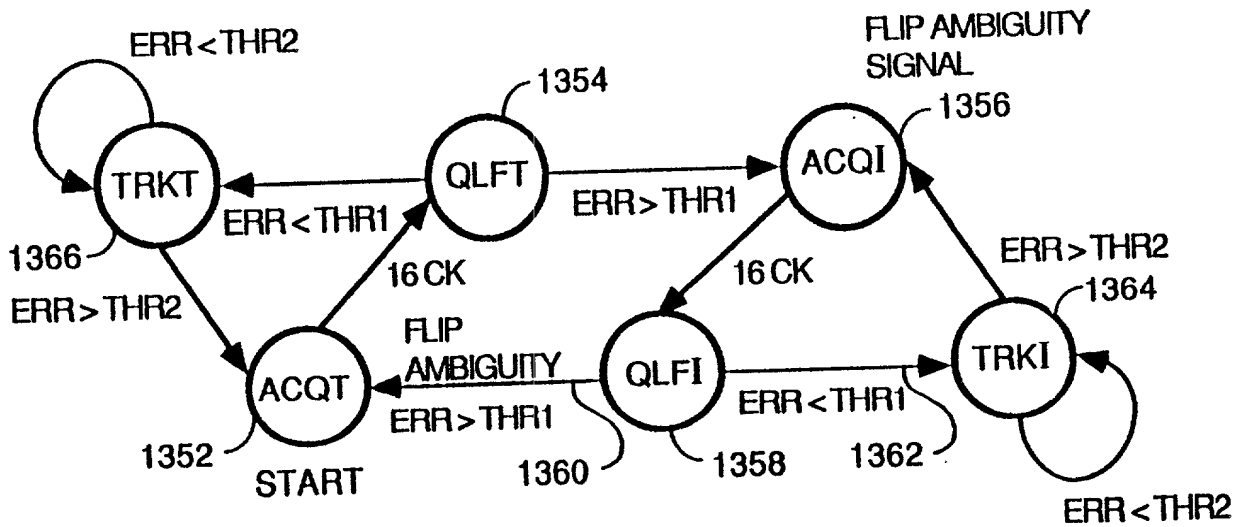 ERR<THR2
FLIP AMBIGUITY
SIGNAL
1354
1356
TRKT
QLFT
ACQI
ERR<THR1
ERR>THR1
1366
16 CK
16 CK
ERR>THR2
1364
ERR>THR2
FLIP
AMBIGUITY
ACQT
QLFI
TRKI
ERR>THR1
ERR<THR1
1352
START
1360
1358
1362
ERR<THR2